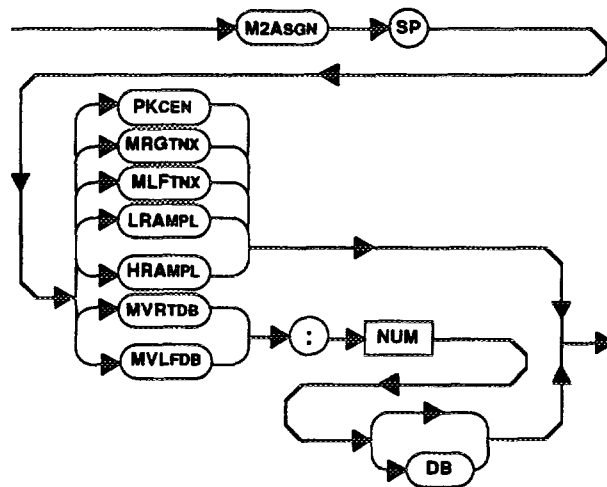 M2ASGN SP
PKCEN
MRGTNX
MLFTNX
LRAMPL
HRAMPL
MVRTDB
: NUM
MVLFDB
DB